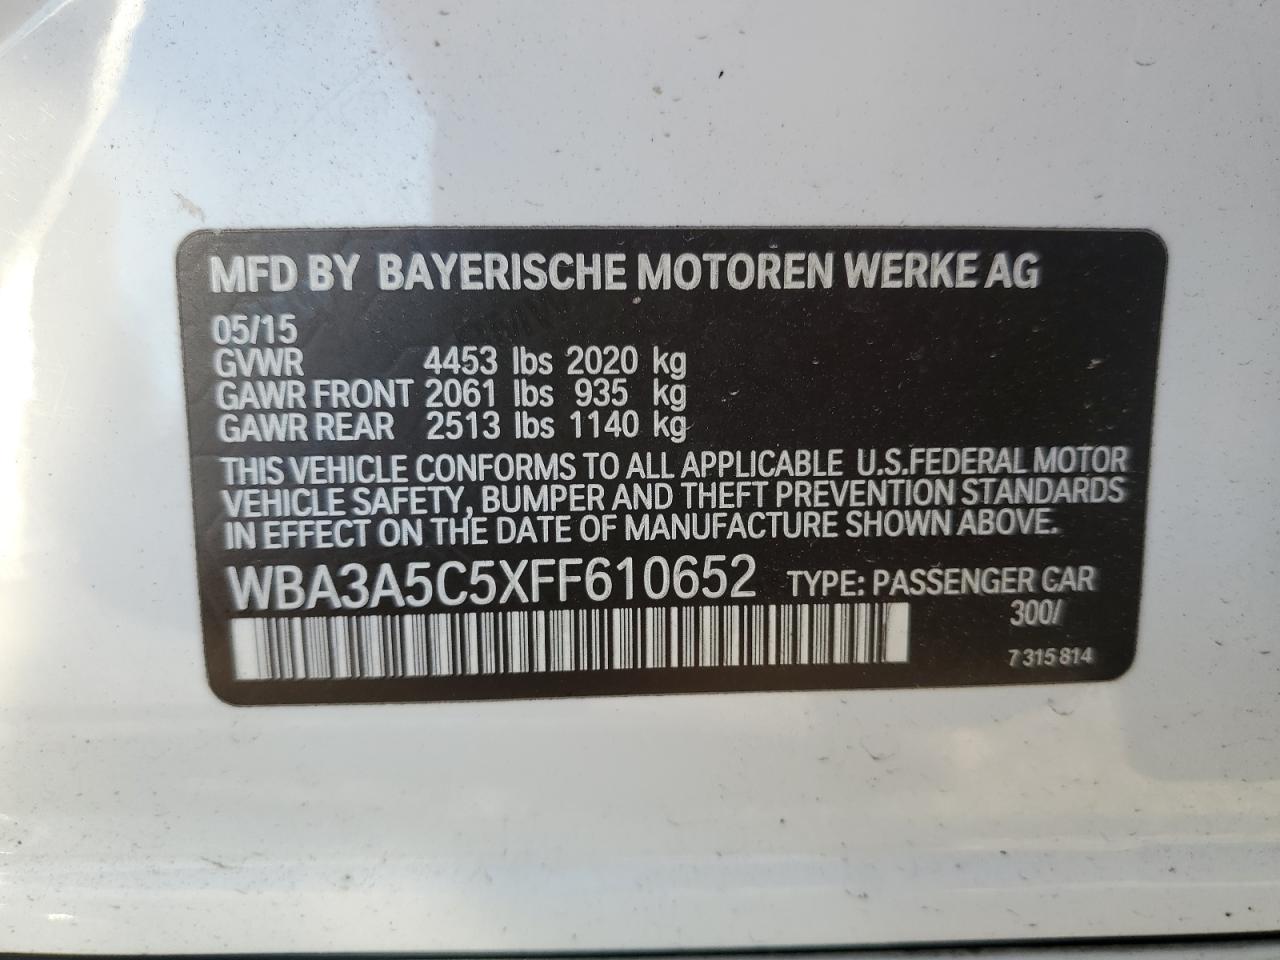 MFD BY BAYERISCHE MOTOREN WERKE AG
05/15
GVWR 4453 lbs 2020 kg
GAWR FRONT 2061 lbs 935 kg
GAWR REAR 2513 lbs 1140 kg
THIS VEHICLE CONFORMS TO ALL APPLICABLE U.S.FEDERAL MOTOR
VEHICLE SAFETY, BUMPER AND THEFT PREVENTION STANDARDS
IN EFFECT ON THE DATE OF MANUFACTURE SHOWN ABOVE.
WBA3A5C5XFF610652 TYPE: PASSENGER CAR
300/
7 315 814